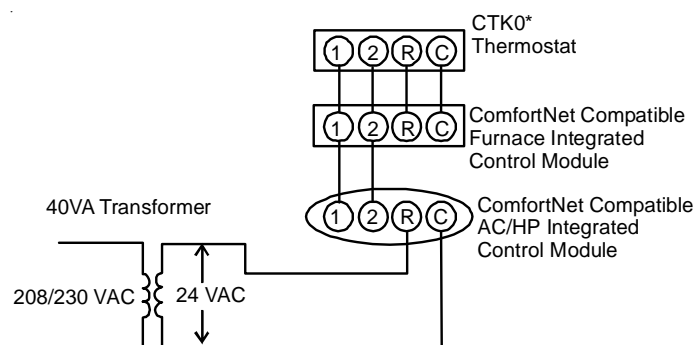 CTK0*
Thermostat
1 2 R C
1 2 R C
ComfortNet Compatible
Furnace Integrated
Control Module
1 2 R C
ComfortNet Compatible
AC/HP Integrated
Control Module
40VA Transformer
208/230 VAC
24 VAC